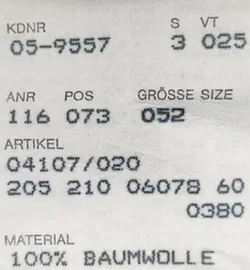 KDNR S VT
05-9557 3 025
ANR POS GRÖSSE SIZE
116 073 052
ARTIKEL
04107/020
205 210 06078 60
0380
MATERIAL
100% BAUMWOLLE